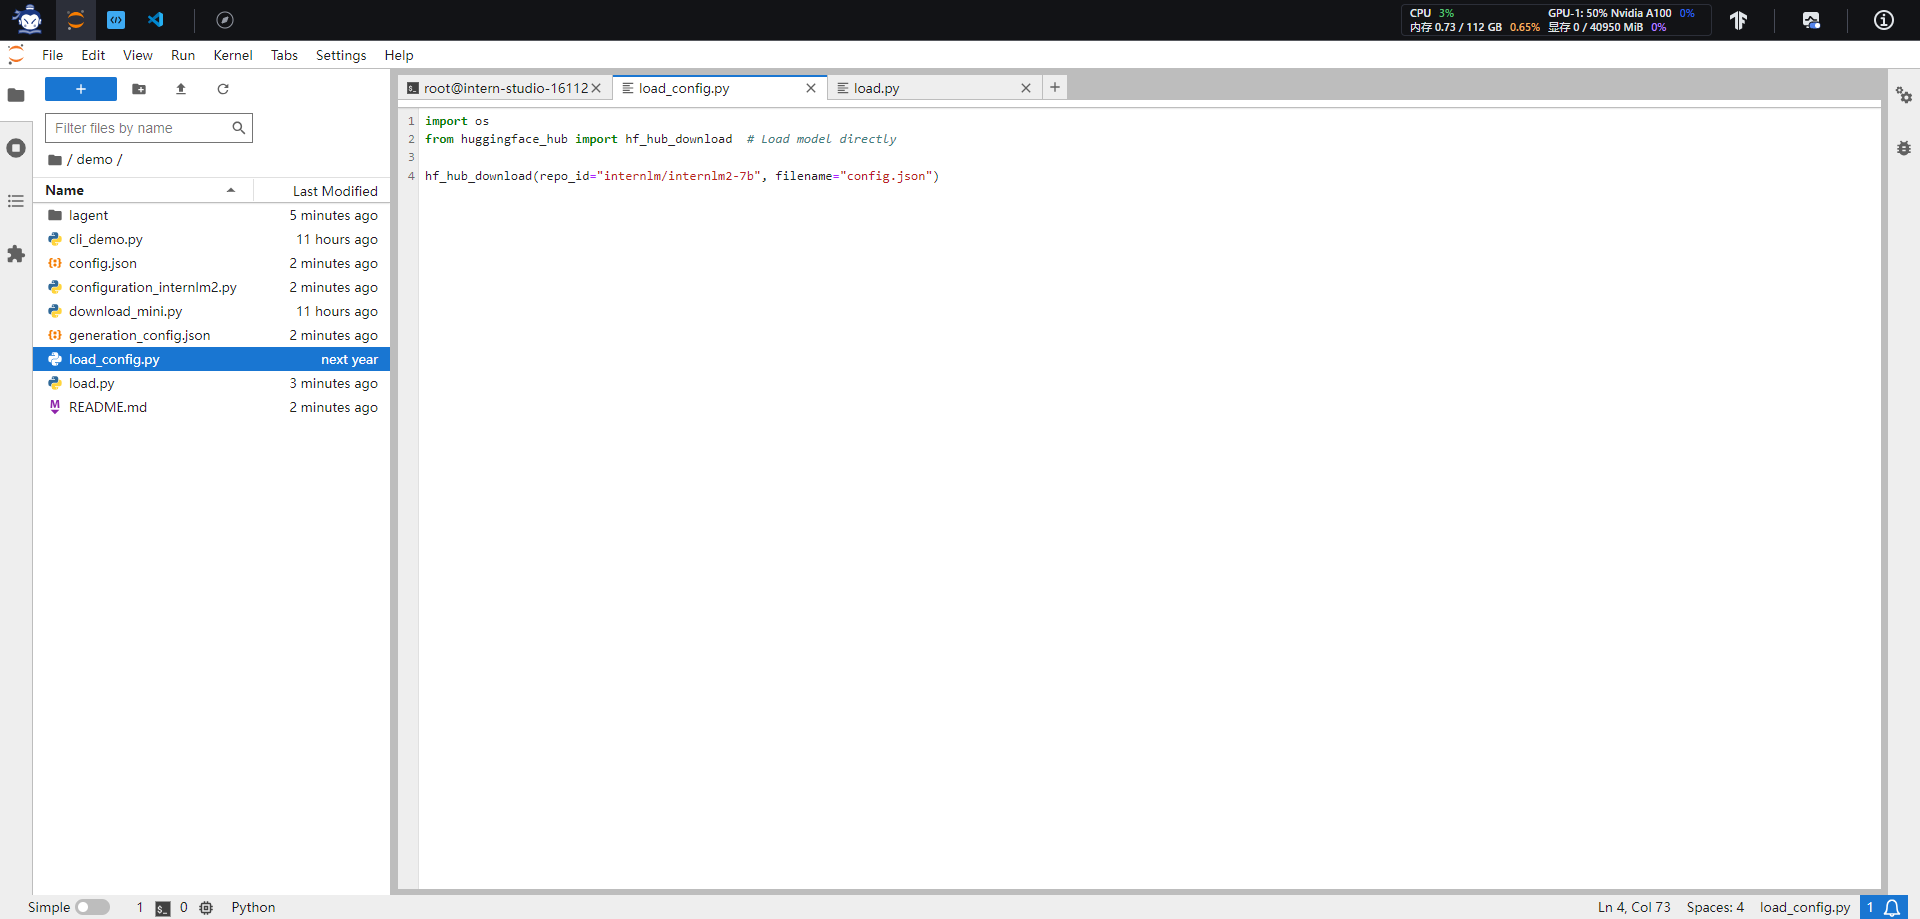 CPU 3% GPU-1: 50% Nvidia A100 0%
内存 0.73 / 112 GB 0.65% 显存 0 / 40950 MiB 0%
File Edit View Run Kernel Tabs Settings Help
+
root@intern-studio-16112
load_config.py
load.py
Filter files by name
/ demo /
Name Last Modified
lagent 5 minutes ago
cli_demo.py 11 hours ago
config.json 2 minutes ago
configuration_internlm2.py 2 minutes ago
download_mini.py 11 hours ago
generation_config.json 2 minutes ago
load_config.py next year
load.py 3 minutes ago
README.md 2 minutes ago
1 import os
2 from huggingface_hub import hf_hub_download  # Load model directly
3
4 hf_hub_download(repo_id="internlm/internlm2-7b", filename="config.json")
Simple 1 0 Python Ln 4, Col 73 Spaces: 4 load_config.py 1